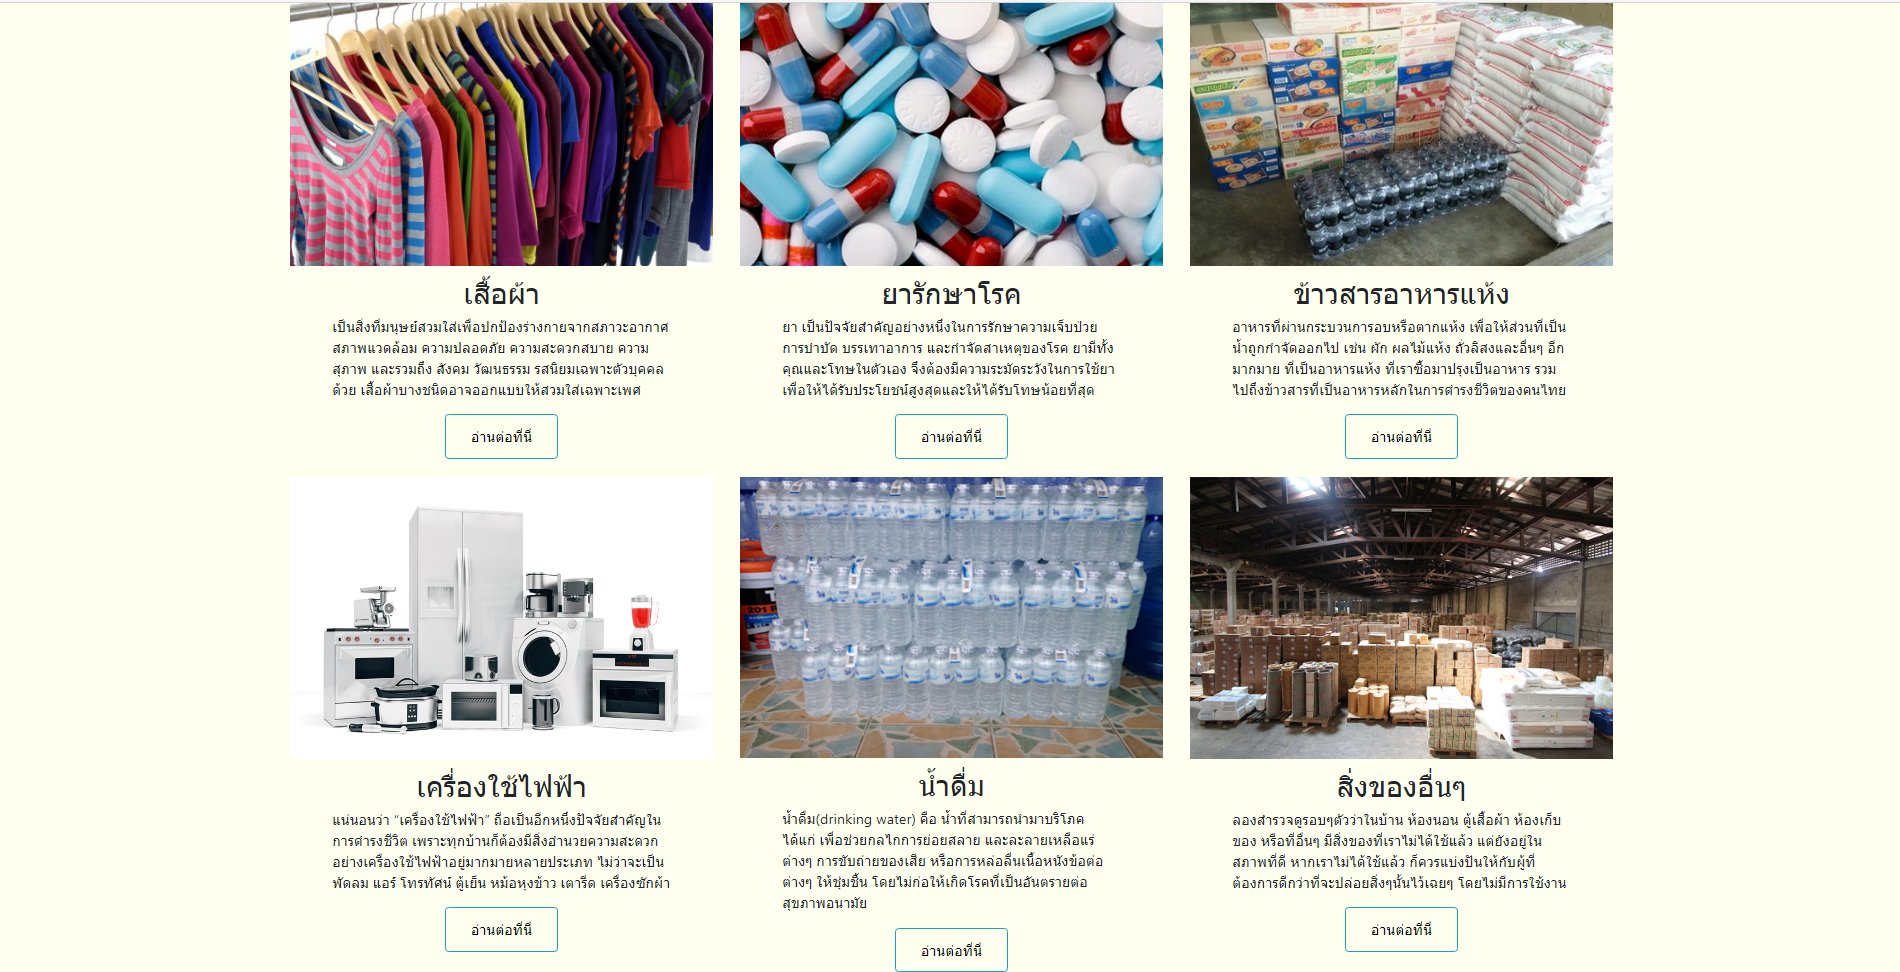 เสื้อผ้า
เป็นสิ่งที่มนุษย์สวมใส่เพื่อปกป้องร่างกายจากสภาวะอากาศ
สภาพแวดล้อม ความปลอดภัย ความสะดวกสบาย ความ
สุภาพ และรวมถึง สังคม วัฒนธรรม รสนิยมเฉพาะตัวบุคคล
ด้วย เสื้อผ้าบางชนิดอาจออกแบบให้สวมใส่เฉพาะเพศ
อ่านต่อที่นี่
ยารักษาโรค
ยา เป็นปัจจัยสำคัญอย่างหนึ่งในการรักษาความเจ็บป่วย
การบำบัด บรรเทาอาการ และกำจัดสาเหตุของโรค ยามีทั้ง
คุณและโทษในตัวเอง จึงต้องมีความระมัดระวังในการใช้ยา
เพื่อให้ได้รับประโยชน์สูงสุดและให้ได้รับโทษน้อยที่สุด
อ่านต่อที่นี่
ข้าวสารอาหารแห้ง
อาหารที่ผ่านกระบวนการอบหรือตากแห้ง เพื่อให้ส่วนที่เป็น
น้ำถูกกำจัดออกไป เช่น ผัก ผลไม้แห้ง ถั่วลิสงและอื่นๆ อีก
มากมาย ที่เป็นอาหารแห้ง ที่เราซื้อมาปรุงเป็นอาหาร รวม
ไปถึงข้าวสารที่เป็นอาหารหลักในการดำรงชีวิตของคนไทย
อ่านต่อที่นี่
เครื่องใช้ไฟฟ้า
แน่นอนว่า “เครื่องใช้ไฟฟ้า” ถือเป็นอีกหนึ่งปัจจัยสำคัญใน
การดำรงชีวิต เพราะทุกบ้านก็ต้องมีสิ่งอำนวยความสะดวก
อย่างเครื่องใช้ไฟฟ้าอยู่มากมายหลายประเภท ไม่ว่าจะเป็น
พัดลม แอร์ โทรทัศน์ ตู้เย็น หม้อหุงข้าว เตารีด เครื่องซักผ้า
อ่านต่อที่นี่
น้ำดื่ม
น้ำดื่ม(drinking water) คือ น้ำที่สามารถนำมาบริโภค
ได้แก่ เพื่อช่วยกลไกการย่อยสลาย และละลายเหลือแร่
ต่างๆ การขับถ่ายของเสีย หรือการหล่อลื่นเนื้อหนังข้อต่อ
ต่างๆ ให้ชุ่มชื้น โดยไม่ก่อให้เกิดโรคที่เป็นอันตรายต่อ
สุขภาพอนามัย
อ่านต่อที่นี่
สิ่งของอื่นๆ
ลองสำรวจดูรอบๆตัวว่าในบ้าน ห้องนอน ตู้เสื้อผ้า ห้องเก็บ
ของ หรือที่อื่นๆ มีสิ่งของที่เราไม่ได้ใช้แล้ว แต่ยังอยู่ใน
สภาพที่ดี หากเราไม่ได้ใช้แล้ว ก็ควรแบ่งปันให้กับผู้ที่
ต้องการดีกว่าที่จะปล่อยสิ่งๆนั้นไว้เฉยๆ โดยไม่มีการใช้งาน
อ่านต่อที่นี่